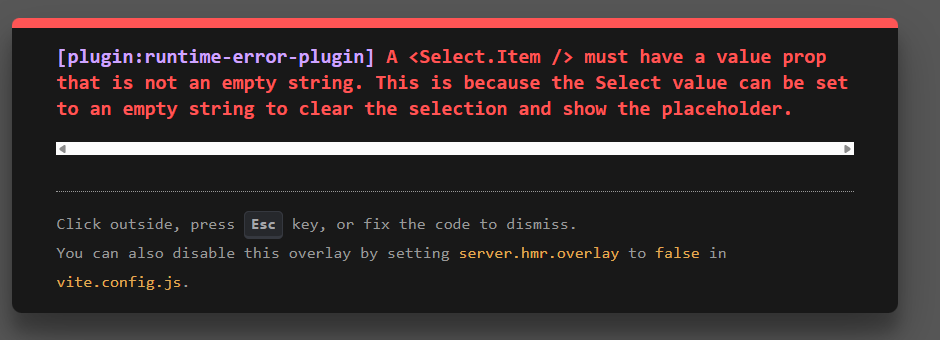 [plugin:runtime-error-plugin] A <Select.Item /> must have a value prop
that is not an empty string. This is because the Select value can be set
to an empty string to clear the selection and show the placeholder.
Click outside, press Esc key, or fix the code to dismiss.
You can also disable this overlay by setting server.hmr.overlay to false in
vite.config.js.